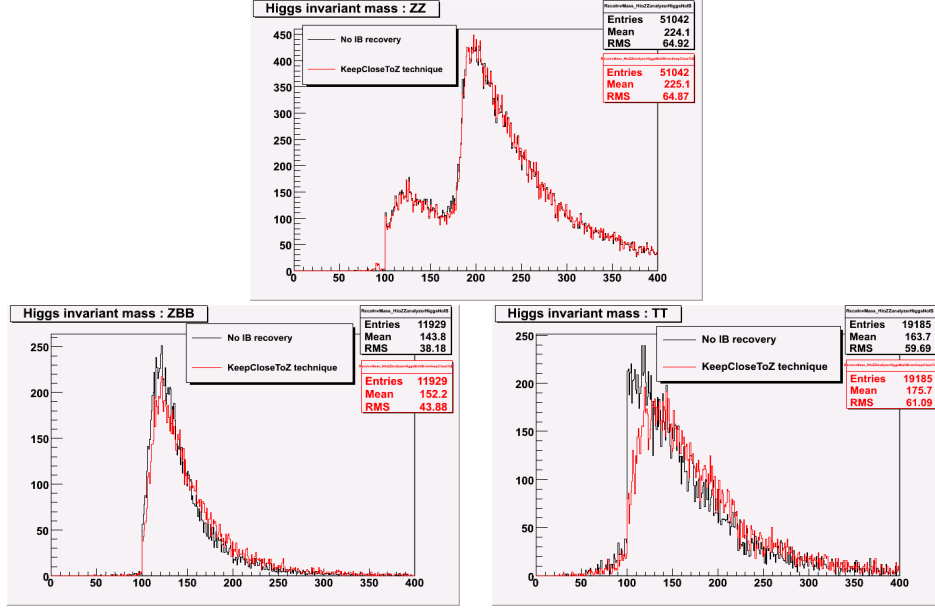 Higgs invariant mass : ZZ
RecoInvMass_HtoZZanalyzerHiggsNoIB
Entries 51042
Mean 224.1
RMS 64.92
Entries 51042
Mean 225.1
RMS 64.87
No IB recovery
KeepCloseToZ technique
450
400
350
300
250
200
150
100
50
0
0 50 100 150 200 250 300 350 400
Higgs invariant mass : ZBB
RecoInvMass_HtoZZanalyzerHiggsNoIB
Entries 11929
Mean 143.8
RMS 38.18
Entries 11929
Mean 152.2
RMS 43.88
No IB recovery
KeepCloseToZ technique
250
200
150
100
50
0
0 50 100 150 200 250 300 350 400
Higgs invariant mass : TT
RecoInvMass_HtoZZanalyzerHiggsNoIB
Entries 19185
Mean 163.7
RMS 59.69
Entries 19185
Mean 175.7
RMS 61.09
No IB recovery
KeepCloseToZ technique
250
200
150
100
50
0
0 50 100 150 200 250 300 350 400